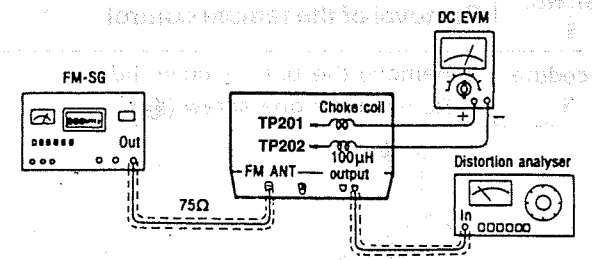 DC EVM
FM-SG
Out
Choke coil
TP201
TP202
+ −
100μH
FM ANT
output
75Ω
Distortion analyser
In